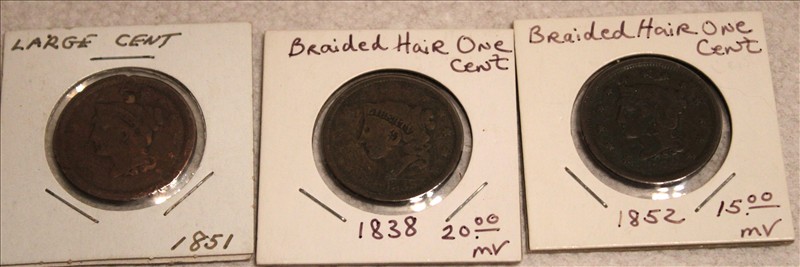 LARGE CENT
1851
Braided Hair One
Cent
1838 20.00
mv
Braided Hair One
Cent
1852 15.00
mv